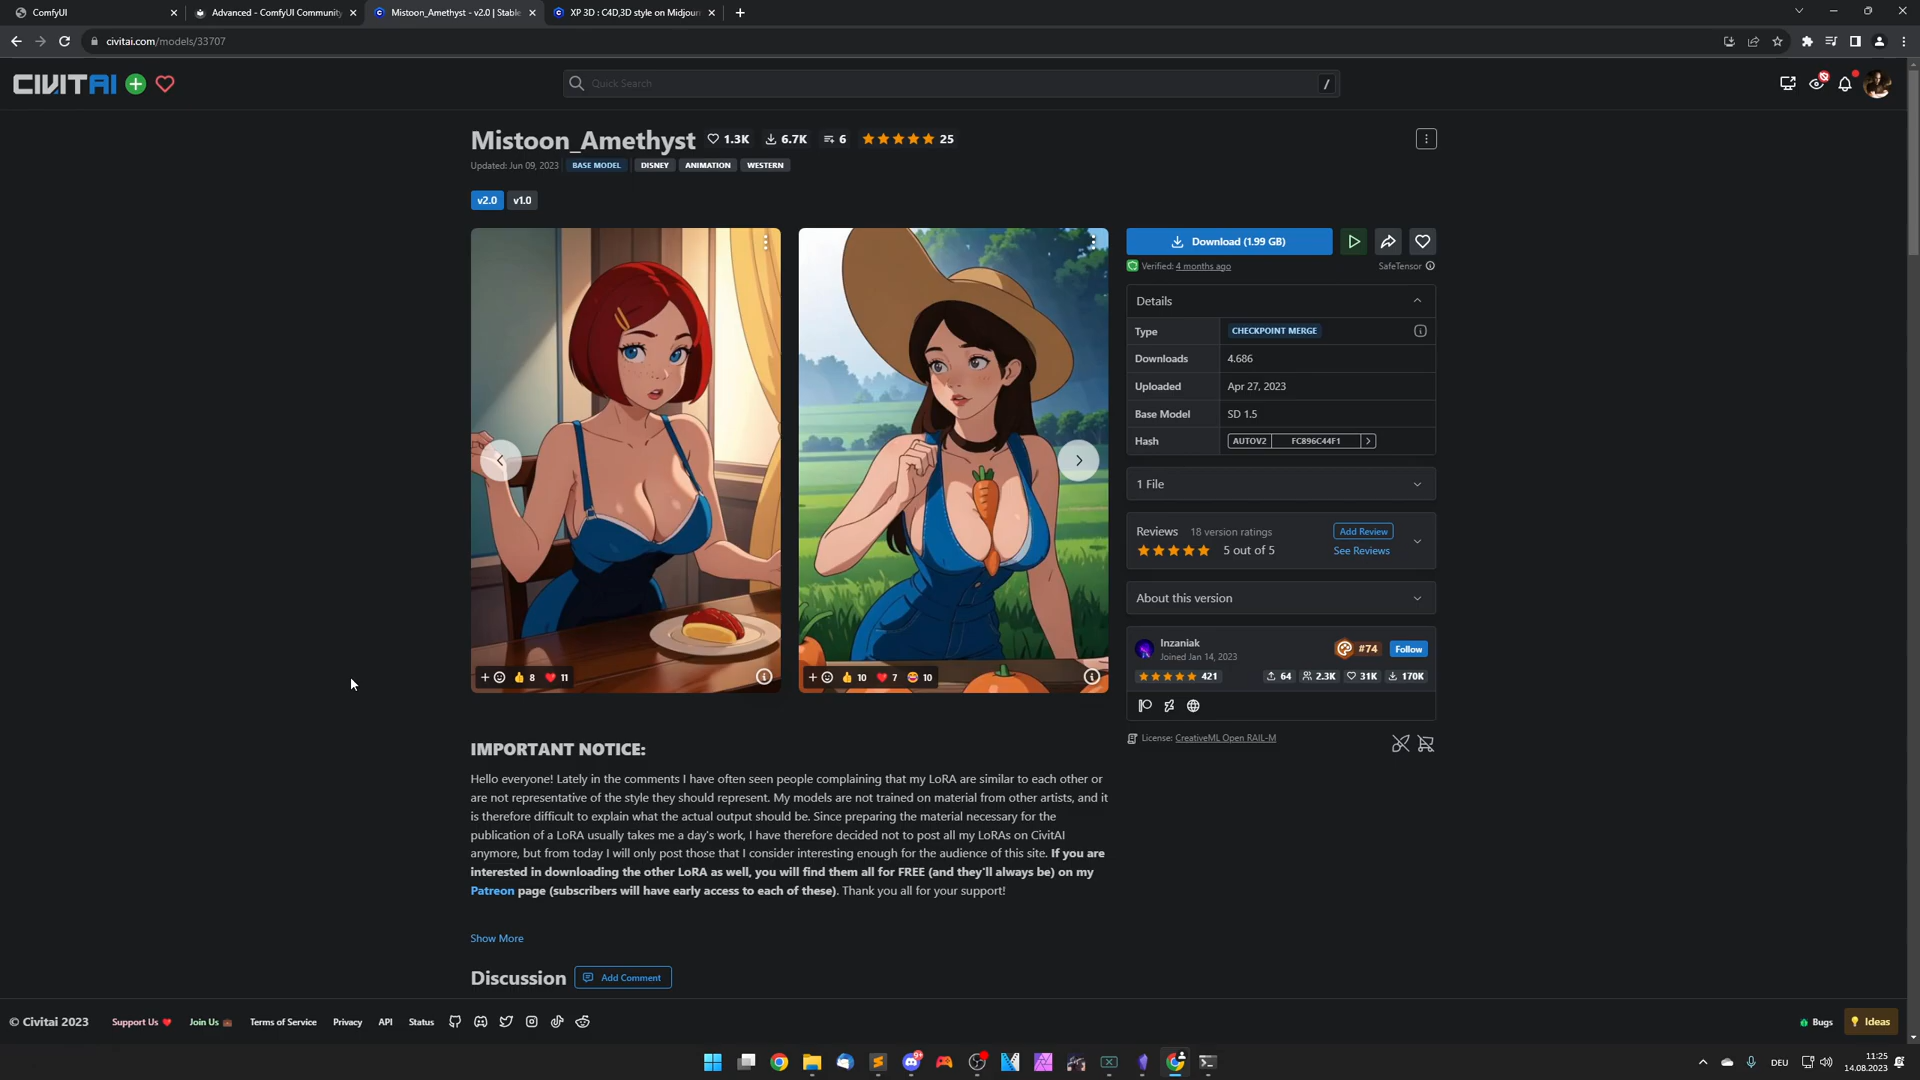 ComfyUI
Advanced - ComfyUI Community
Mistoon_Amethyst - v2.0 | Stable
XP 3D : C4D,3D style on Midjour
civitai.com/models/33707
CIVITAI
Quick Search
/
Mistoon_Amethyst
1.3K
6.7K
6
25
Updated: Jun 09, 2023
BASE MODEL
DISNEY
ANIMATION
WESTERN
v2.0
v1.0
Download (1.99 GB)
Verified: 4 months ago
SafeTensor
Details
Type
CHECKPOINT MERGE
Downloads
4.686
Uploaded
Apr 27, 2023
Base Model
SD 1.5
Hash
AUTOV2
FC896C44F1
1 File
Reviews
18 version ratings
Add Review
5 out of 5
See Reviews
About this version
Inzaniak
Joined Jan 14, 2023
#74
Follow
421
64
2.3K
31K
170K
License: CreativeML Open RAIL-M
8
11
10
7
10
IMPORTANT NOTICE:
Hello everyone! Lately in the comments I have often seen people complaining that my LoRA are similar to each other or
are not representative of the style they should represent. My models are not trained on material from other artists, and it
is therefore difficult to explain what the actual output should be. Since preparing the material necessary for the
publication of a LoRA usually takes me a day's work, I have therefore decided not to post all my LoRAs on CivitAI
anymore, but from today I will only post those that I consider interesting enough for the audience of this site. If you are
interested in downloading the other LoRA as well, you will find them all for FREE (and they'll always be) on my
Patreon page (subscribers will have early access to each of these). Thank you all for your support!
Show More
Discussion
Add Comment
© Civitai 2023
Support Us
Join Us
Terms of Service
Privacy
API
Status
Bugs
Ideas
9+
DEU
11:25
14.08.2023